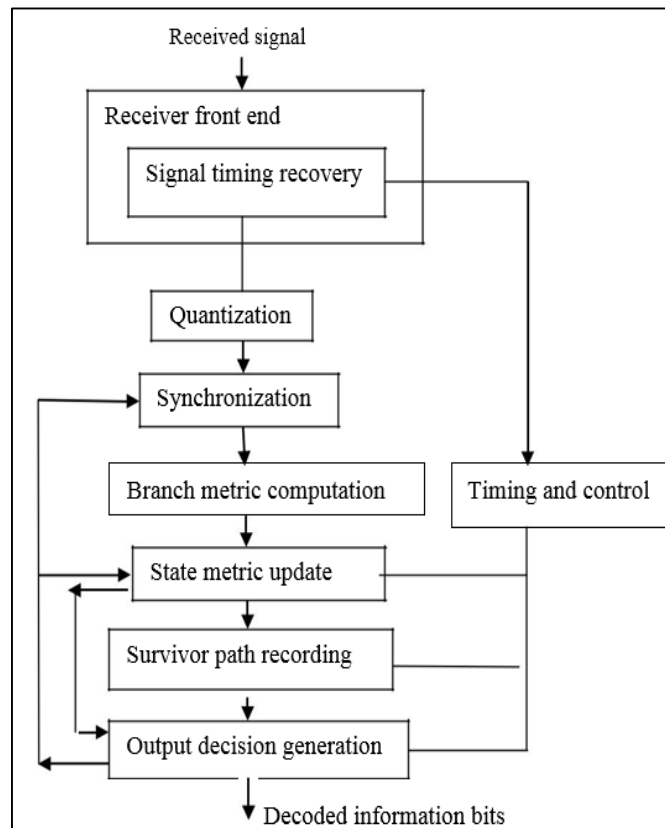 Received signal
Receiver front end
Signal timing recovery
Quantization
Synchronization
Branch metric computation
Timing and control
State metric update
Survivor path recording
Output decision generation
Decoded information bits